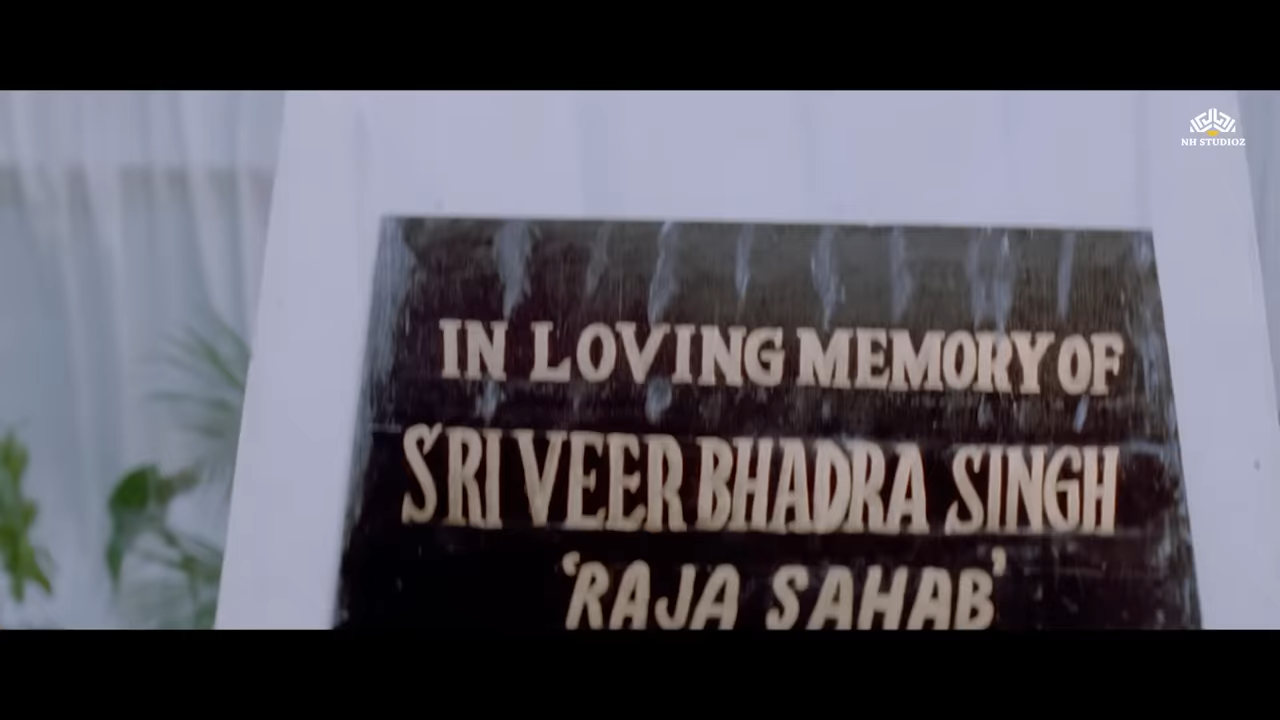 NH STUDIOZ
IN LOVING MEMORY OF
SRI VEER BHADRA SINGH
'RAJA SAHAB'